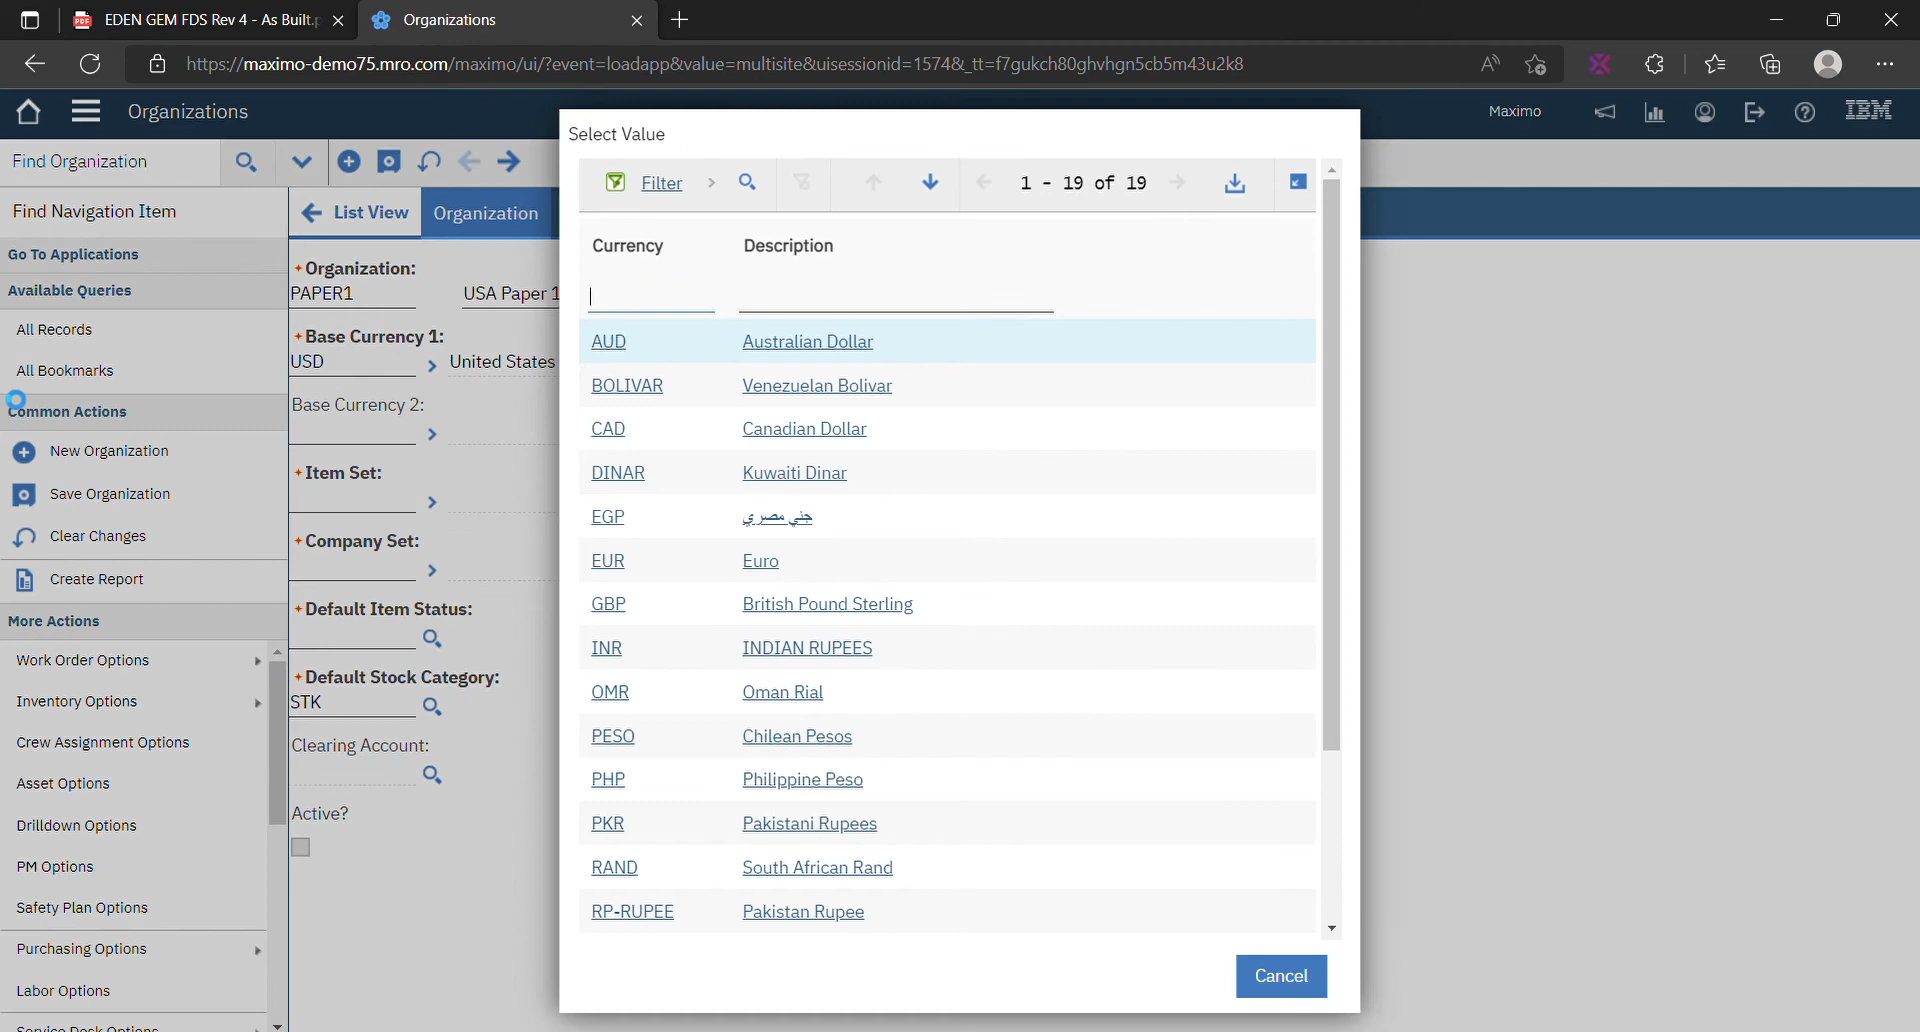 EDEN GEM FDS Rev 4 - As Built.p
Organizations
https://maximo-demo75.mro.com/maximo/ui/?event=loadapp&value=multisite&uisessionid=1574&_tt=f7gukch80ghvhgn5cb5m43u2k8
Organizations
Maximo
IBM
Find Organization
Find Navigation Item
Go To Applications
Available Queries
All Records
All Bookmarks
Common Actions
New Organization
Save Organization
Clear Changes
Create Report
More Actions
Work Order Options
Inventory Options
Crew Assignment Options
Asset Options
Drilldown Options
PM Options
Safety Plan Options
Purchasing Options
Labor Options
Service Desk Options
List View
Organization
Organization:
PAPER1 USA Paper 1
Base Currency 1:
USD United States
Base Currency 2:
Item Set:
Company Set:
Default Item Status:
Default Stock Category:
STK
Clearing Account:
Active?
Select Value
Filter 1 - 19 of 19
Currency Description
AUD Australian Dollar
BOLIVAR Venezuelan Bolivar
CAD Canadian Dollar
DINAR Kuwaiti Dinar
EGP جني مصري
EUR Euro
GBP British Pound Sterling
INR INDIAN RUPEES
OMR Oman Rial
PESO Chilean Pesos
PHP Philippine Peso
PKR Pakistani Rupees
RAND South African Rand
RP-RUPEE Pakistan Rupee
Cancel